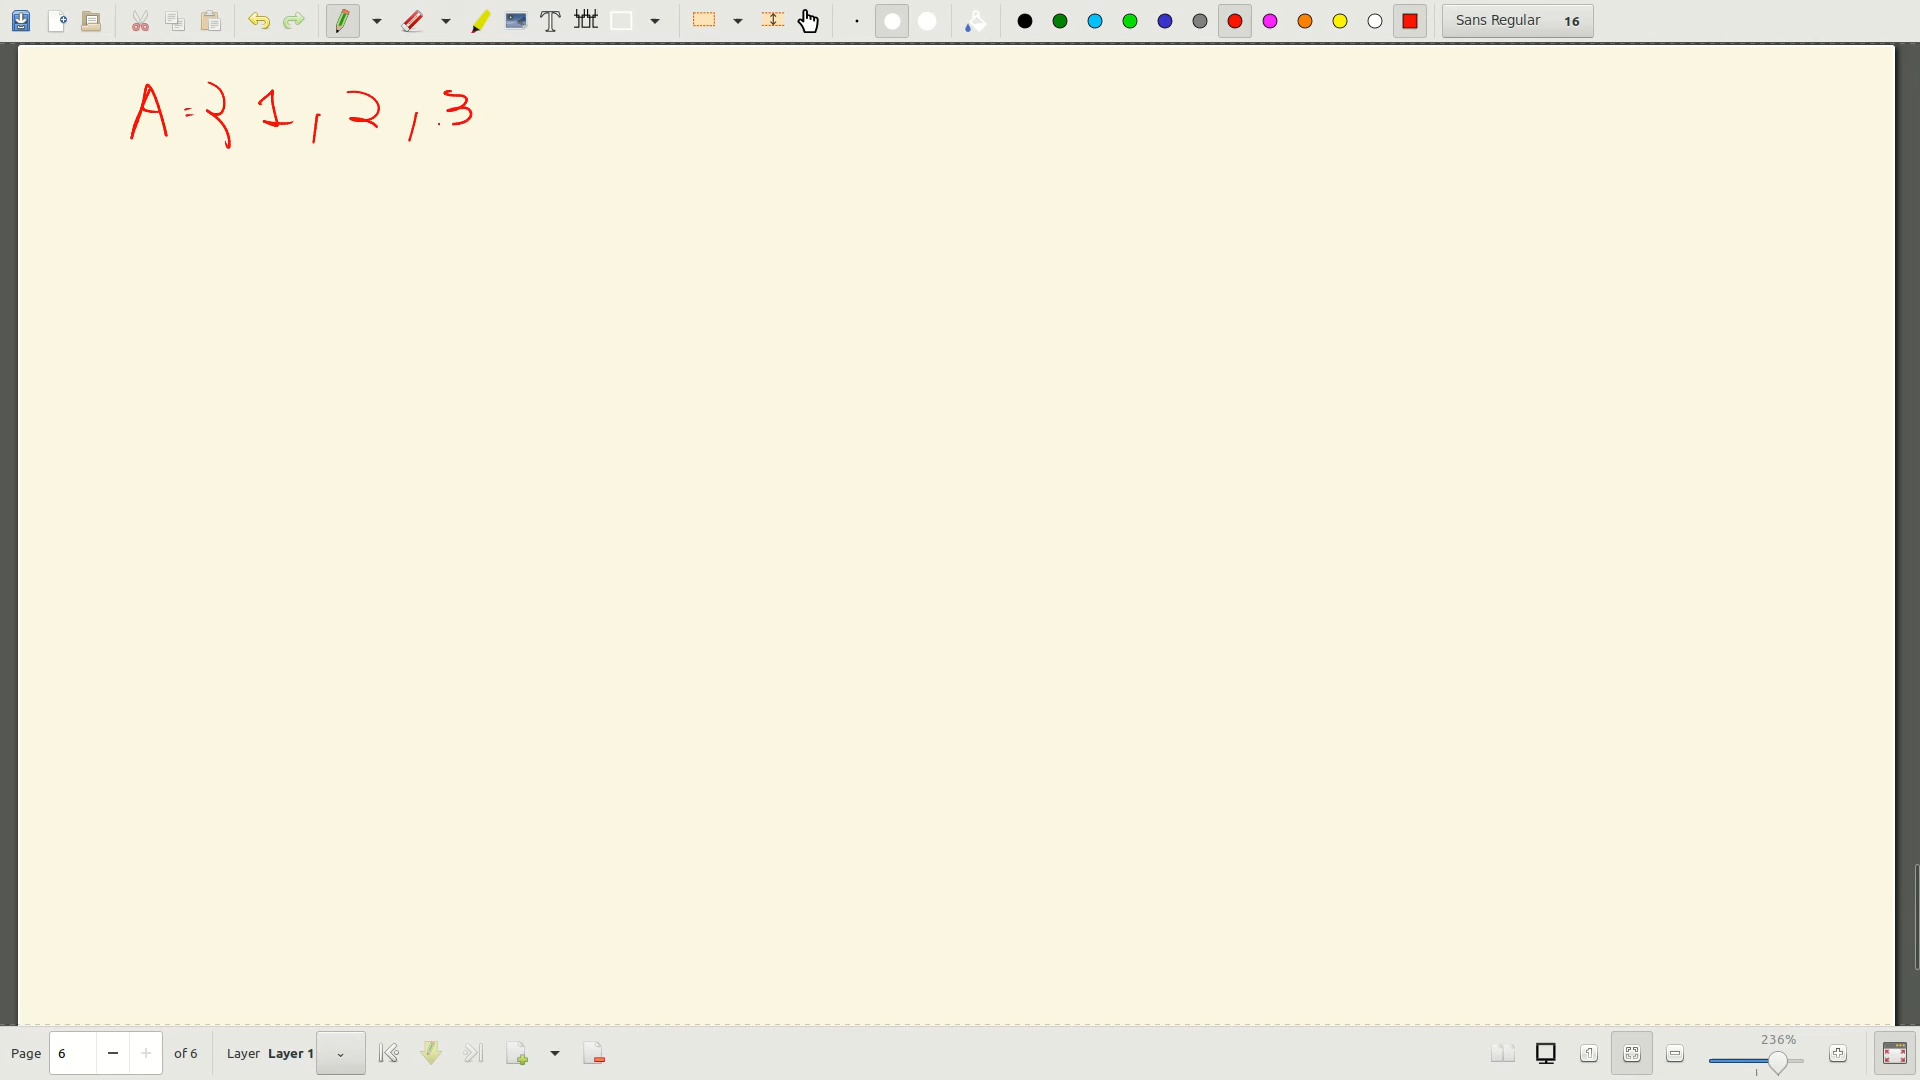 Sans Regular 16
A = { 1, 2, 3
236%
Page 6 of 6 Layer Layer 1